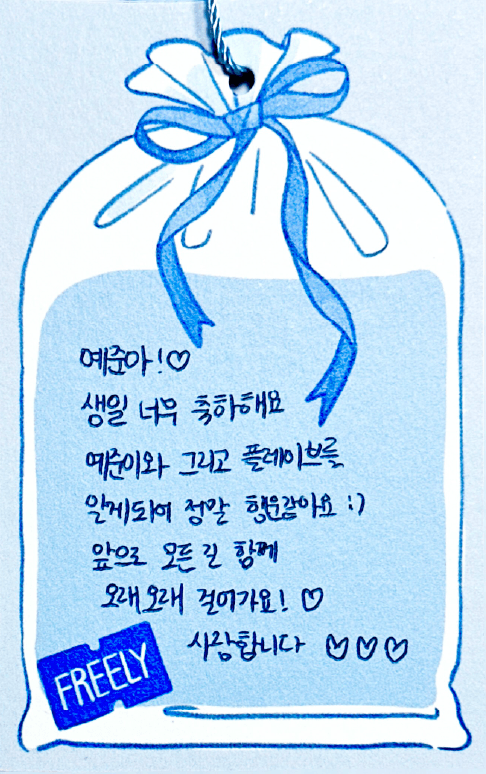 예준아!♡
생일 너무 축하해요
예준이와 그리고 플레이브를
알게되어 정말 행운같아요 :)
앞으로 모든 길 함께
오래오래 걸어가요! ♡
사랑합니다 ♡♡♡
FREELY